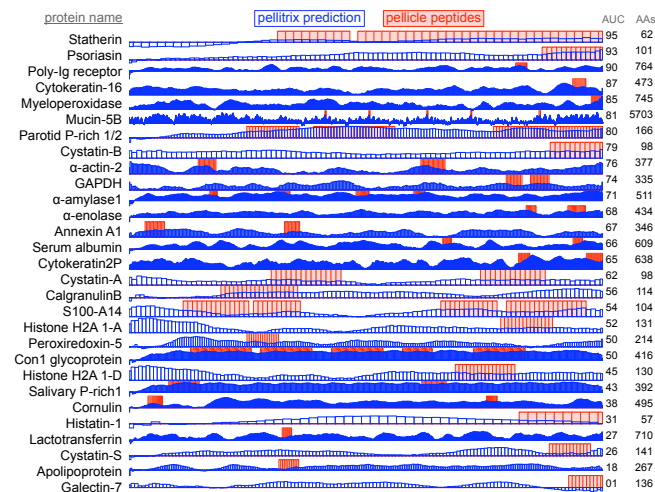 protein name pellitrix prediction pellicle peptides AUC AAs
Statherin 95 62
Psoriasin 93 101
Poly-Ig receptor 90 764
Cytokeratin-16 87 473
Myeloperoxidase 85 745
Mucin-5B 81 5703
Parotid P-rich 1/2 80 166
Cystatin-B 79 98
α-actin-2 76 377
GAPDH 74 335
α-amylase1 71 511
α-enolase 68 434
Annexin A1 67 346
Serum albumin 66 609
Cytokeratin2P 65 638
Cystatin-A 62 98
CalgranulinB 56 114
S100-A14 54 104
Histone H2A 1-A 52 131
Peroxiredoxin-5 50 214
Con1 glycoprotein 50 416
Histone H2A 1-D 45 130
Salivary P-rich1 43 392
Cornulin 38 495
Histatin-1 31 57
Lactotransferrin 27 710
Cystatin-S 26 141
Apolipoprotein 18 267
Galectin-7 01 136